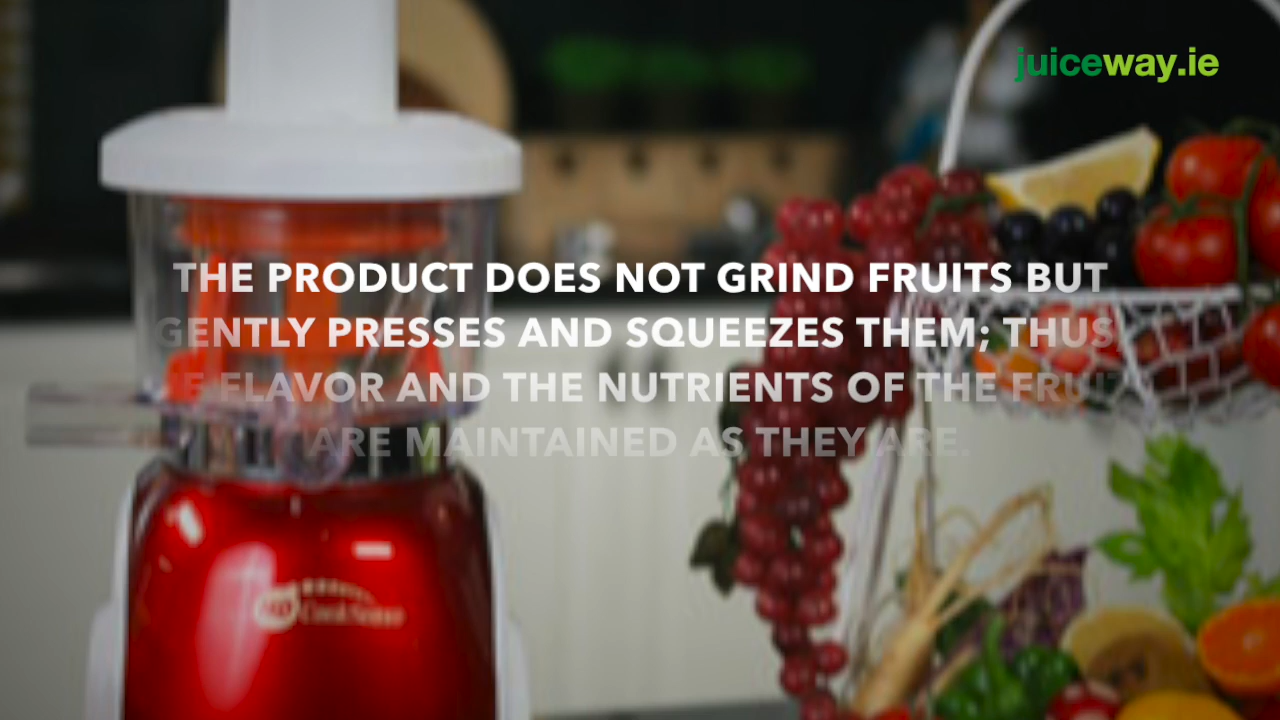 juiceway.ie
THE PRODUCT DOES NOT GRIND FRUITS BUT
GENTLY PRESSES AND SQUEEZES THEM; THUS
FLAVOR AND THE NUTRIENTS OF THE FRUIT
ARE MAINTAINED AS THEY ARE.